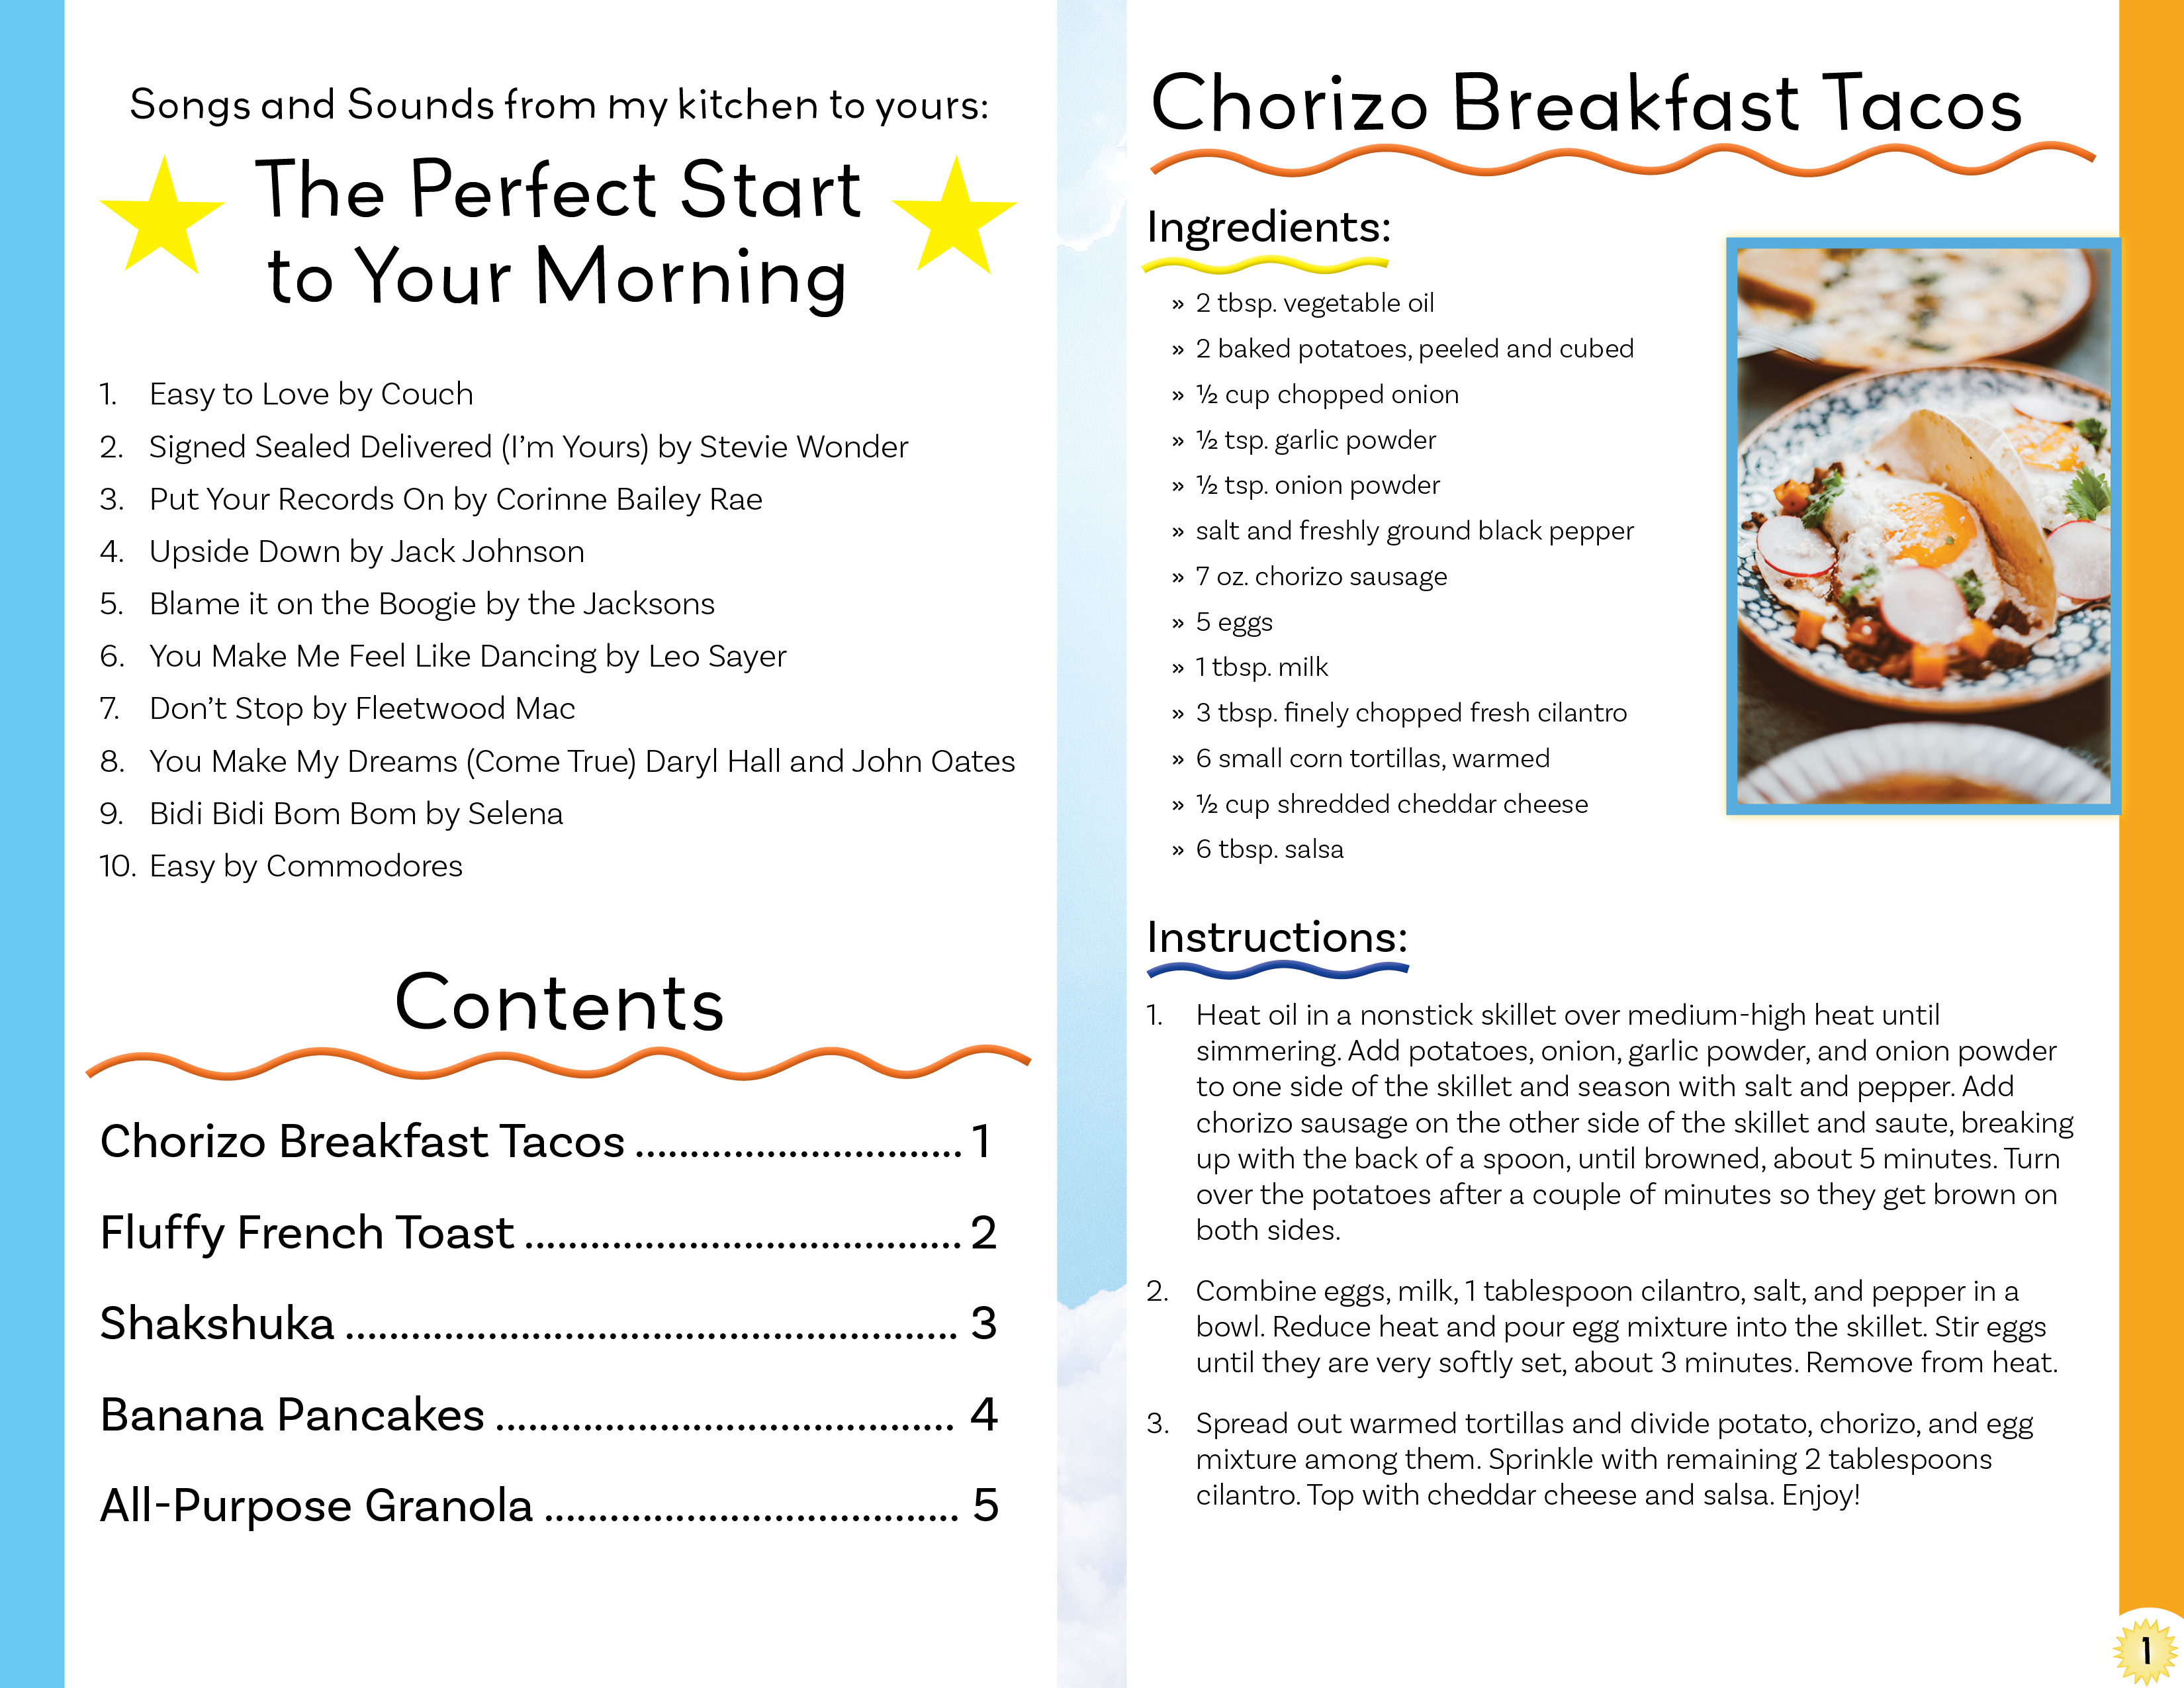 Songs and Sounds from my kitchen to yours:
The Perfect Start
to Your Morning
1. Easy to Love by Couch
2. Signed Sealed Delivered (I'm Yours) by Stevie Wonder
3. Put Your Records On by Corinne Bailey Rae
4. Upside Down by Jack Johnson
5. Blame it on the Boogie by the Jacksons
6. You Make Me Feel Like Dancing by Leo Sayer
7. Don't Stop by Fleetwood Mac
8. You Make My Dreams (Come True) Daryl Hall and John Oates
9. Bidi Bidi Bom Bom by Selena
10. Easy by Commodores
Contents
Chorizo Breakfast Tacos .............................. 1
Fluffy French Toast ........................................ 2
Shakshuka ........................................................ 3
Banana Pancakes .......................................... 4
All-Purpose Granola ...................................... 5
Chorizo Breakfast Tacos
Ingredients:
» 2 tbsp. vegetable oil
» 2 baked potatoes, peeled and cubed
» ½ cup chopped onion
» ½ tsp. garlic powder
» ½ tsp. onion powder
» salt and freshly ground black pepper
» 7 oz. chorizo sausage
» 5 eggs
» 1 tbsp. milk
» 3 tbsp. finely chopped fresh cilantro
» 6 small corn tortillas, warmed
» ½ cup shredded cheddar cheese
» 6 tbsp. salsa
Instructions:
1. Heat oil in a nonstick skillet over medium-high heat until
simmering. Add potatoes, onion, garlic powder, and onion powder
to one side of the skillet and season with salt and pepper. Add
chorizo sausage on the other side of the skillet and saute, breaking
up with the back of a spoon, until browned, about 5 minutes. Turn
over the potatoes after a couple of minutes so they get brown on
both sides.
2. Combine eggs, milk, 1 tablespoon cilantro, salt, and pepper in a
bowl. Reduce heat and pour egg mixture into the skillet. Stir eggs
until they are very softly set, about 3 minutes. Remove from heat.
3. Spread out warmed tortillas and divide potato, chorizo, and egg
mixture among them. Sprinkle with remaining 2 tablespoons
cilantro. Top with cheddar cheese and salsa. Enjoy!
1